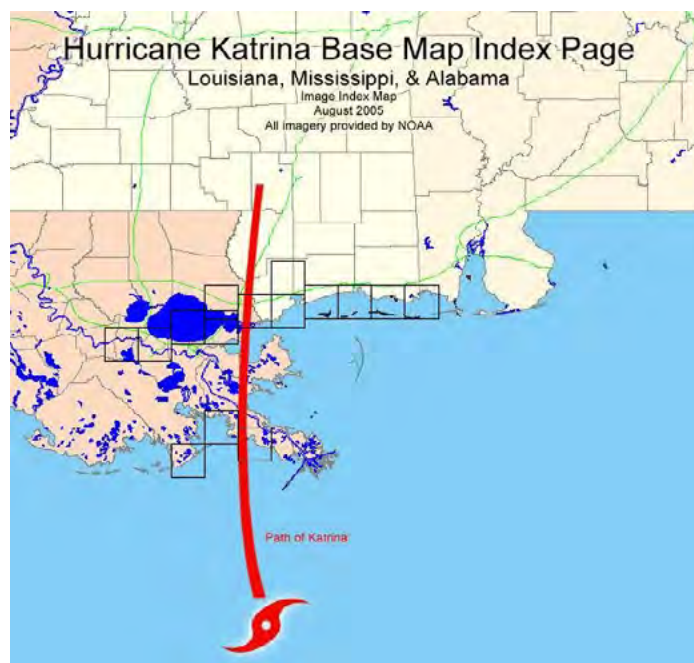 Hurricane Katrina Base Map Index Page
Louisiana, Mississippi, & Alabama
Image Index Map
August 2005
All imagery provided by NOAA
Path of Katrina